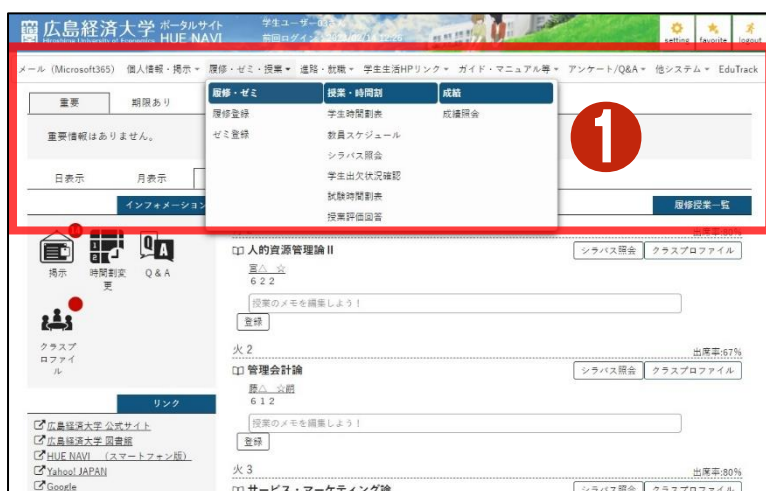 広島経済大学 ポータルサイト
Hiroshima University of Economics HUE NAVI
学生ユーザー
前回ログイン
setting favorite logout
メール (Microsoft365) 個人情報・掲示 履修・ゼミ・授業 進路・就職 学生生活HPリンク ガイド・マニュアル等 アンケート/Q&A 他システム EduTrack
重要 期限あり
重要情報はありません。
日表示 月表示
履修・ゼミ
履修登録
ゼミ登録
授業・時間割
学生時間割表
教員スケジュール
シラバス照会
学生出欠状況確認
試験時間割表
授業評価回答
成績
成績照会
1
インフォメーション
履修授業一覧
14
掲示
時間割変更
Q&A
クラスプロファイル
リンク
広島経済大学 公式サイト
広島経済大学 図書館
HUE NAVI (スマートフォン版)
Yahoo! JAPAN
Google
出席率:80%
人的資源管理論II
シラバス照会 クラスプロファイル
宮△ ☆
622
授業のメモを編集しよう!
登録
火2
出席率:67%
管理会計論
シラバス照会 クラスプロファイル
藤△ ☆嗣
612
授業のメモを編集しよう!
登録
火3
出席率:80%
サービス・マーケティング論
シラバス照会 クラスプロファイル